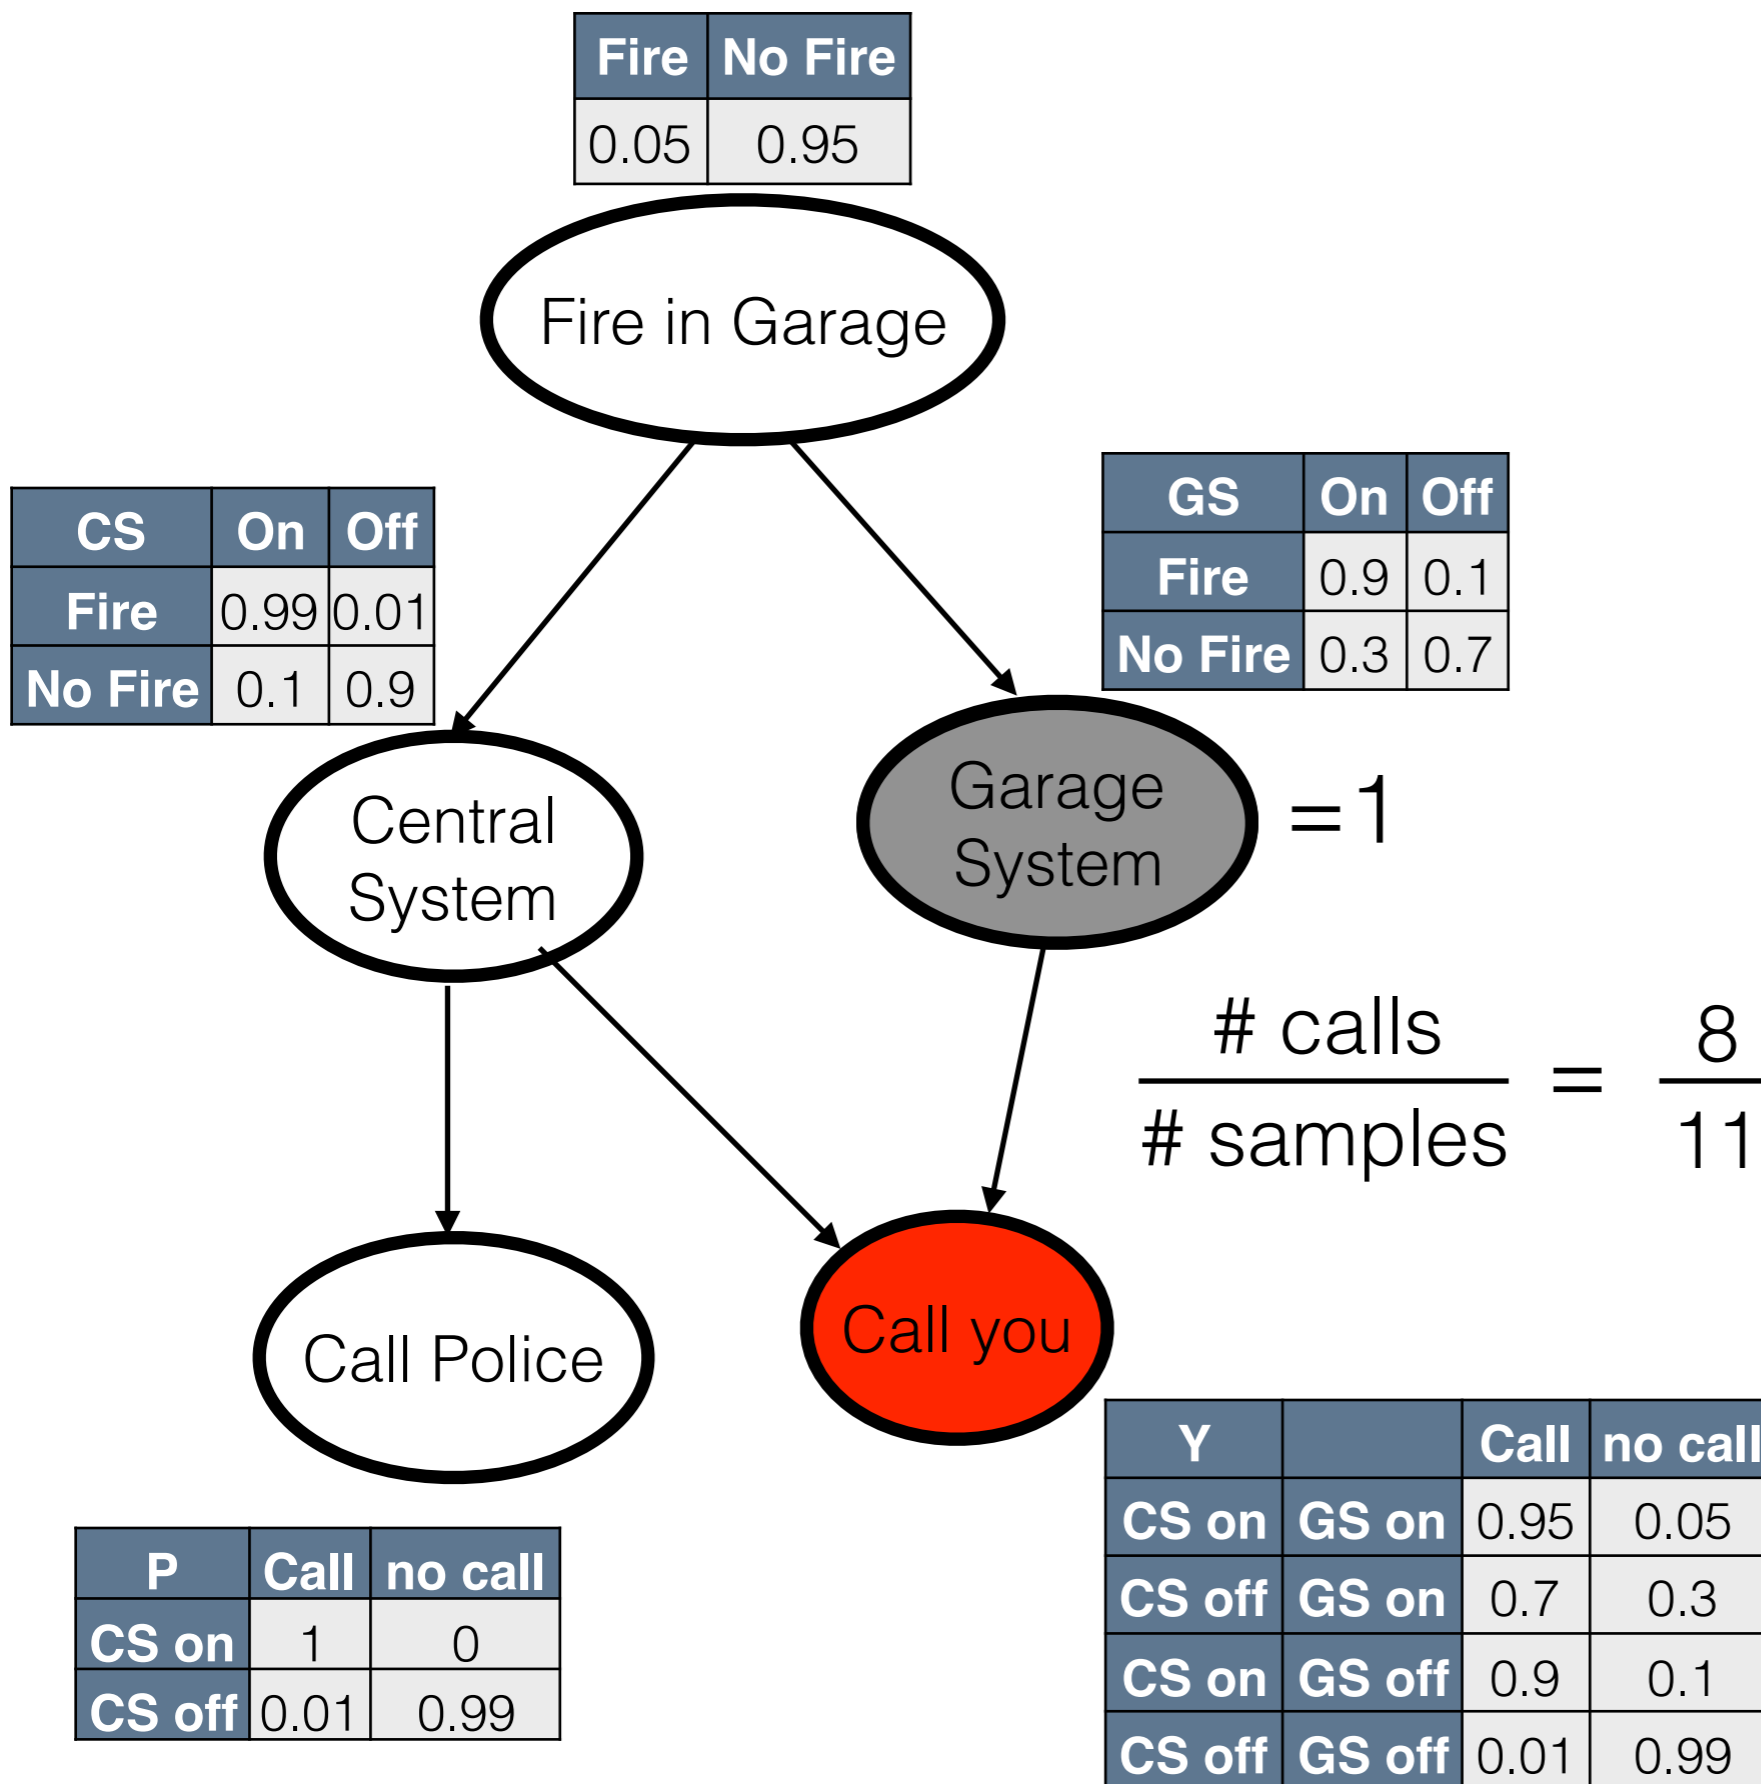 Fire No Fire
0.05 0.95
Fire in Garage
CS On Off
Fire 0.99 0.01
No Fire 0.1 0.9
GS On Off
Fire 0.9 0.1
No Fire 0.3 0.7
Central
System
Garage
System
=1
# calls
# samples
=
8
11
Call Police
Call you
P Call no call
CS on 1 0
CS off 0.01 0.99
Y Call no call
CS on GS on 0.95 0.05
CS off GS on 0.7 0.3
CS on GS off 0.9 0.1
CS off GS off 0.01 0.99